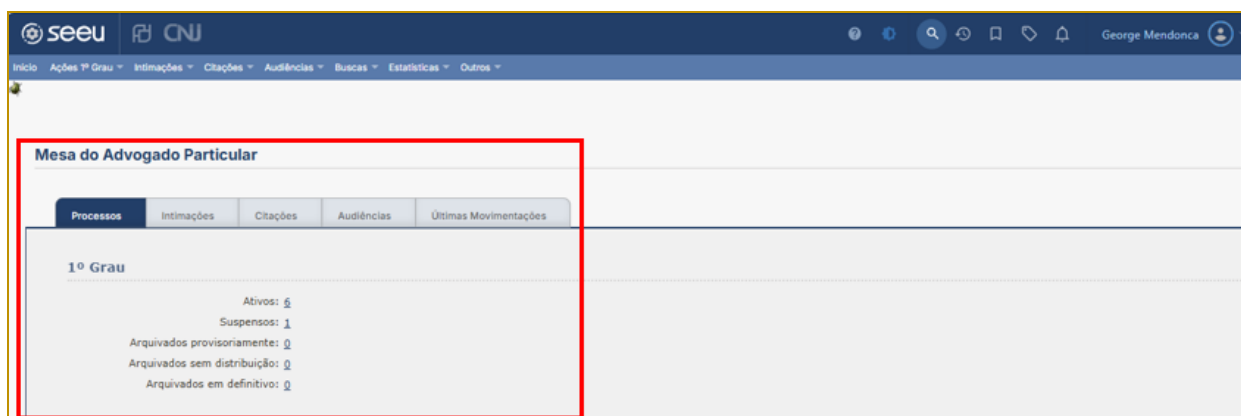 seeu CNJ George Mendonca
Início Ações 1º Grau Intimações Citações Audiências Buscas Estatísticas Outros
Mesa do Advogado Particular
Processos Intimações Citações Audiências Últimas Movimentações
1º Grau
Ativos: 6
Suspensos: 1
Arquivados provisoriamente: 0
Arquivados sem distribuição: 0
Arquivados em definitivo: 0